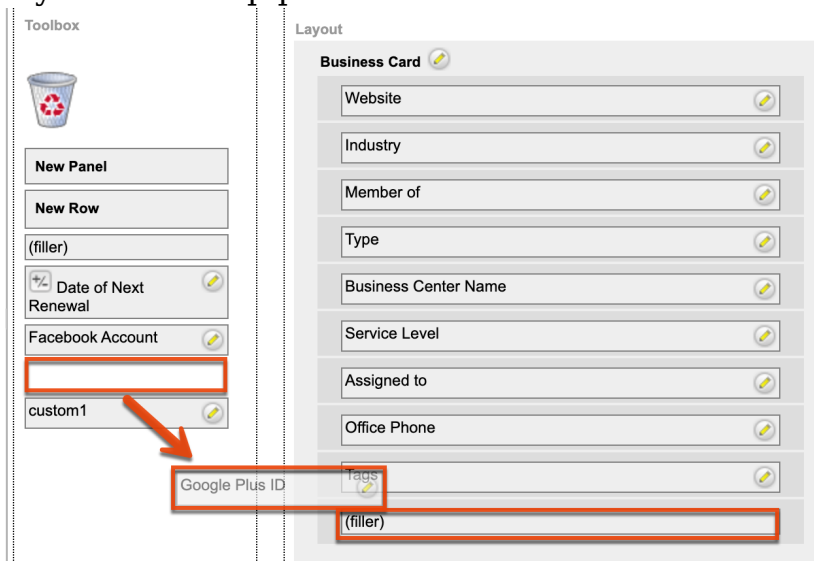 Toolbox
New Panel
New Row
(filler)
Date of Next
Renewal
Facebook Account
custom1
Google Plus ID
Layout
Business Card
Website
Industry
Member of
Type
Business Center Name
Service Level
Assigned to
Office Phone
Tags
(filler)